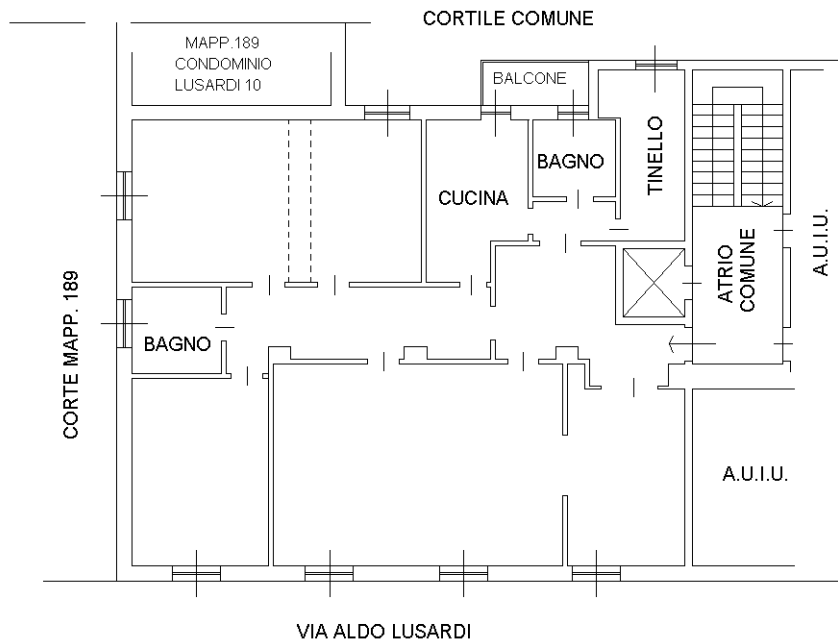 CORTILE COMUNE
MAPP.189
CONDOMINIO
LUSARDI 10
BALCONE
BAGNO
TINELLO
CUCINA
ATRIO
COMUNE
A.U.I.U.
CORTE MAPP. 189
BAGNO
A.U.I.U.
VIA ALDO LUSARDI